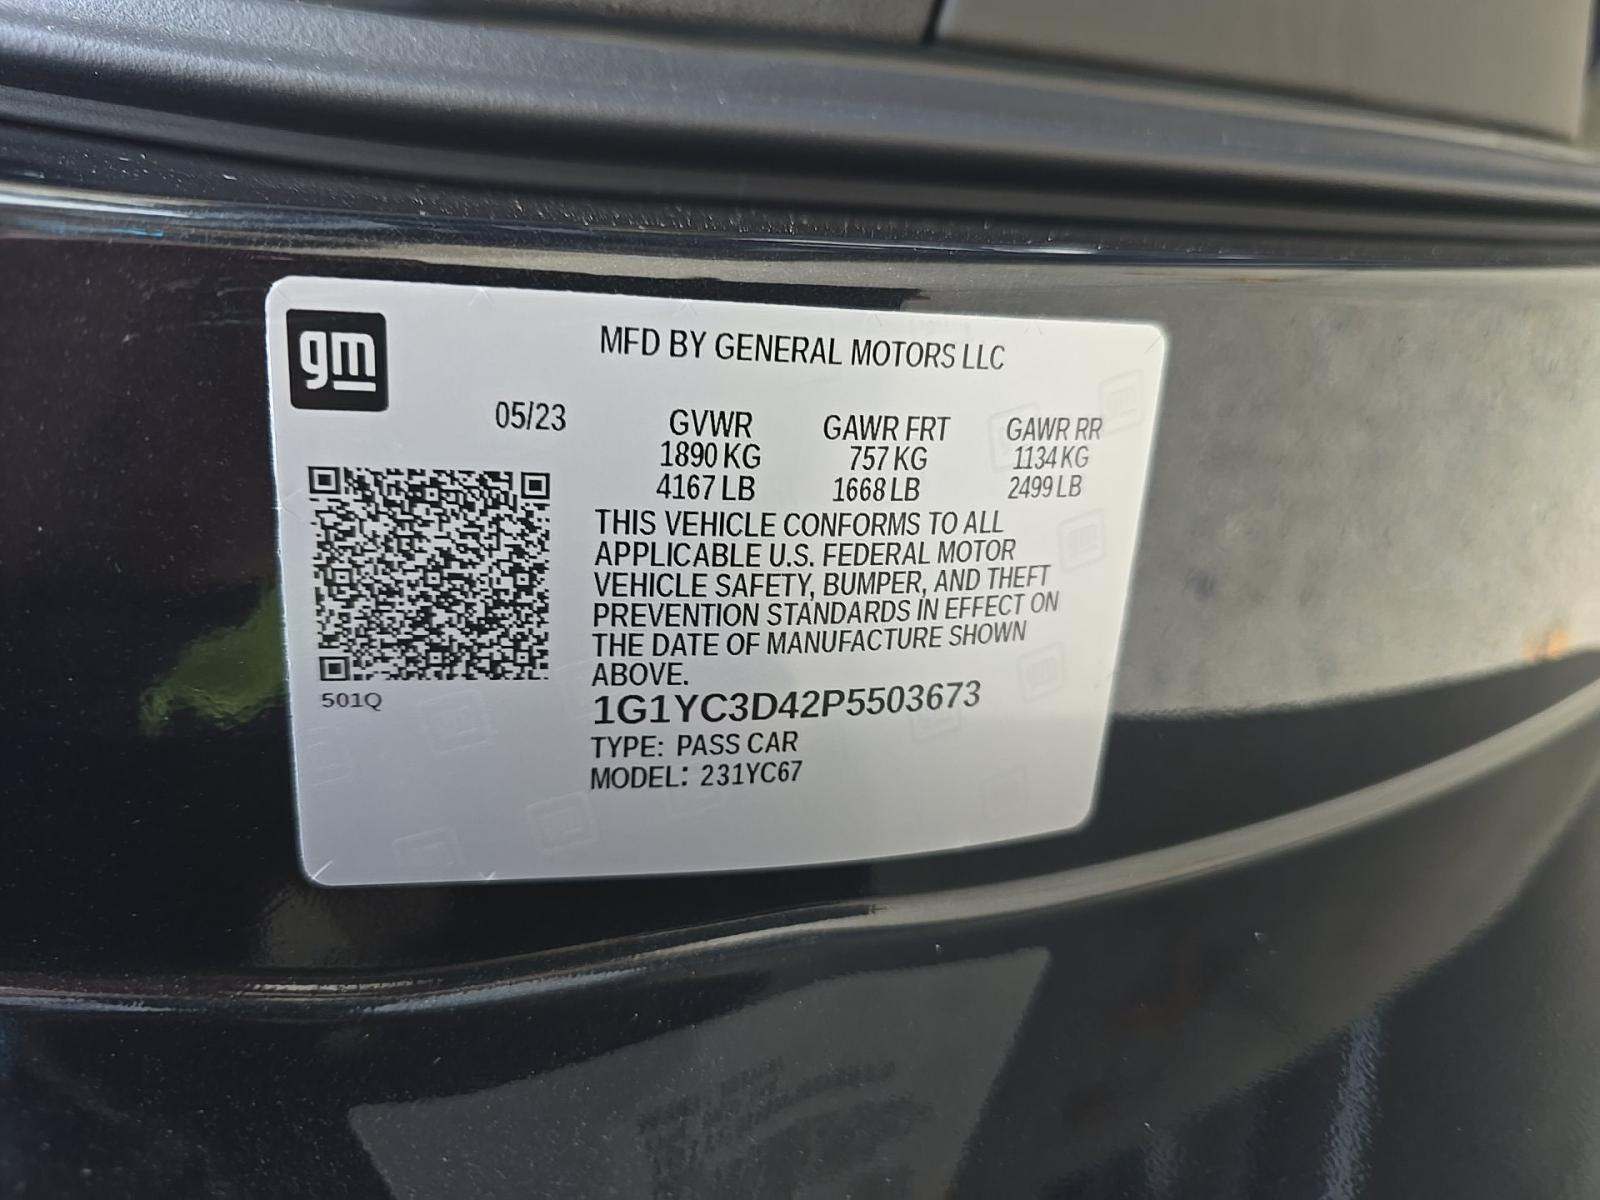 gm
MFD BY GENERAL MOTORS LLC
05/23
GVWR GAWR FRT GAWR RR
1890 KG 757 KG 1134 KG
4167 LB 1668 LB 2499 LB
THIS VEHICLE CONFORMS TO ALL
APPLICABLE U.S. FEDERAL MOTOR
VEHICLE SAFETY, BUMPER, AND THEFT
PREVENTION STANDARDS IN EFFECT ON
THE DATE OF MANUFACTURE SHOWN
ABOVE.
501Q
1G1YC3D42P5503673
TYPE: PASS CAR
MODEL: 231YC67